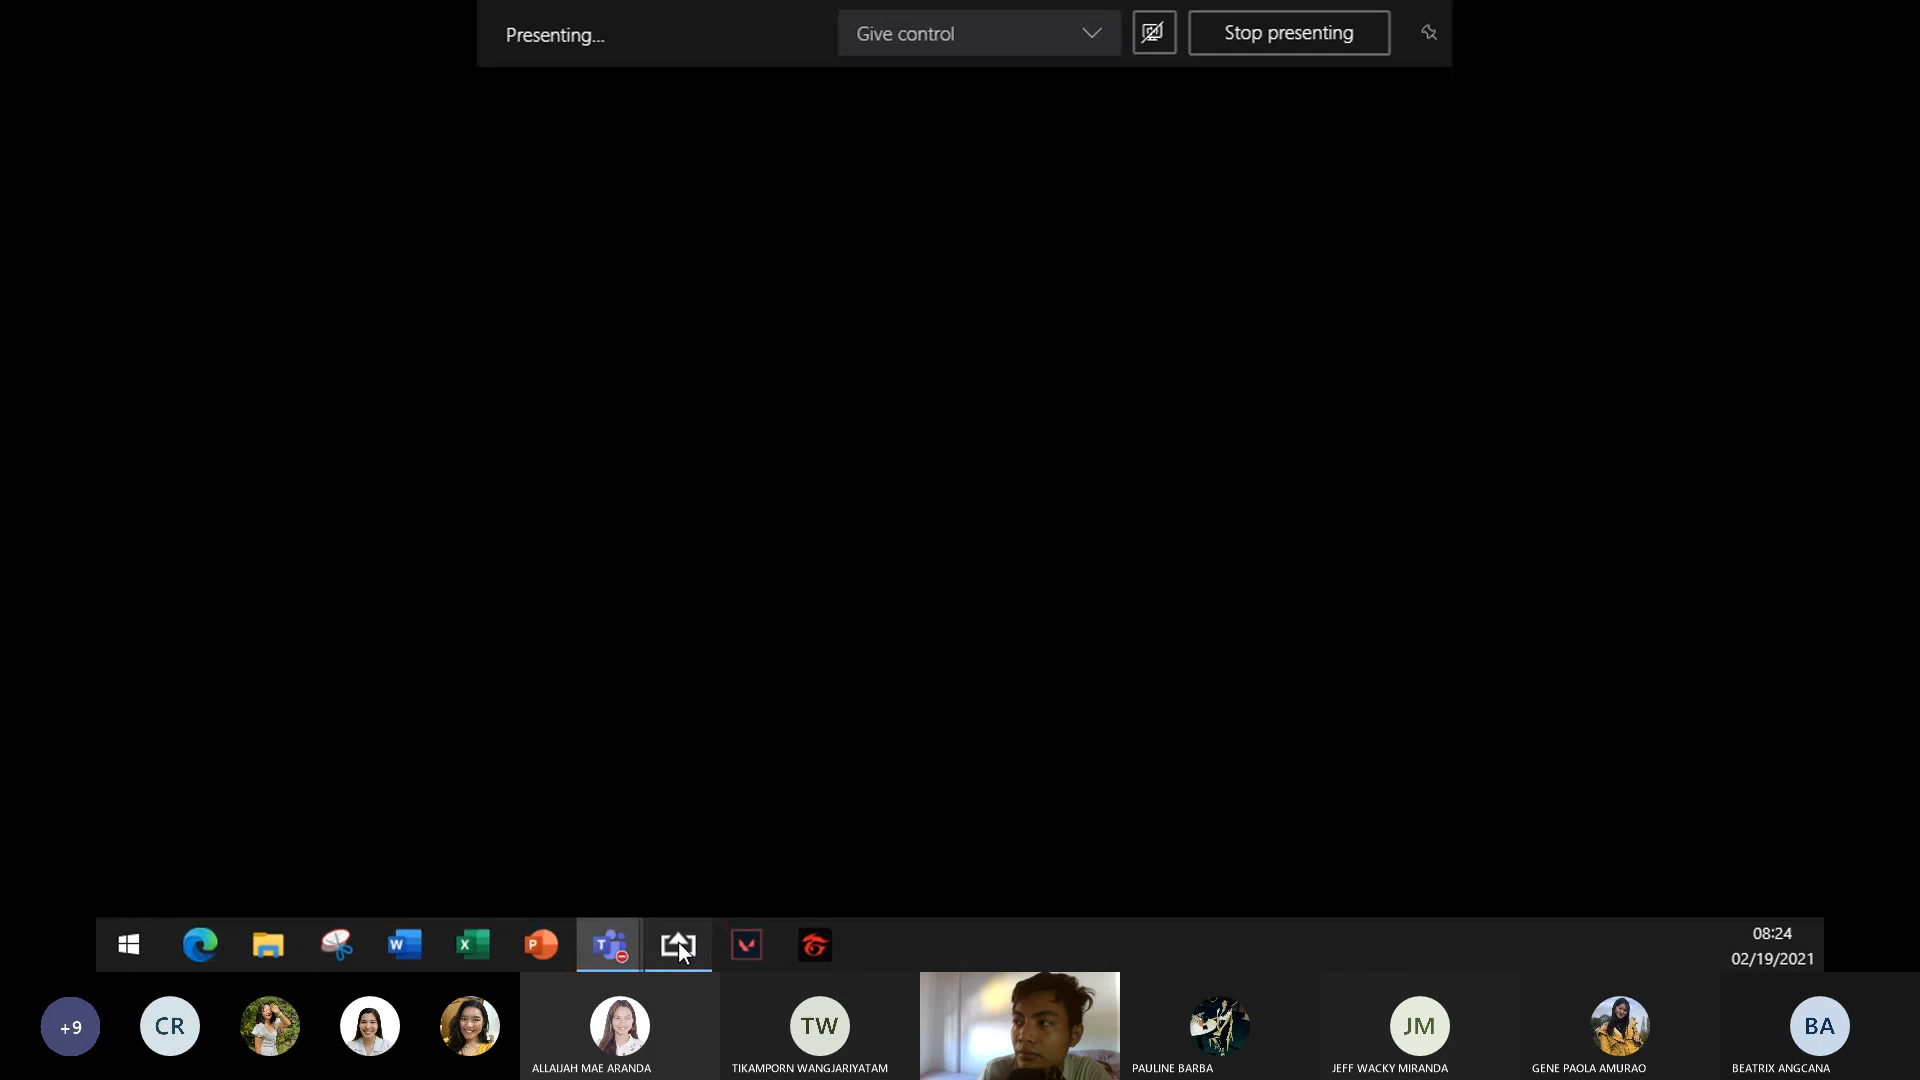 Presenting...
Give control
Stop presenting
W
X
P
T
08:24
02/19/2021
+9
CR
TW
JM
BA
ALLAIJAH MAE ARANDA
TIKAMPORN WANGJARIYATAM
PAULINE BARBA
JEFF WACKY MIRANDA
GENE PAOLA AMURAO
BEATRIX ANGCANA